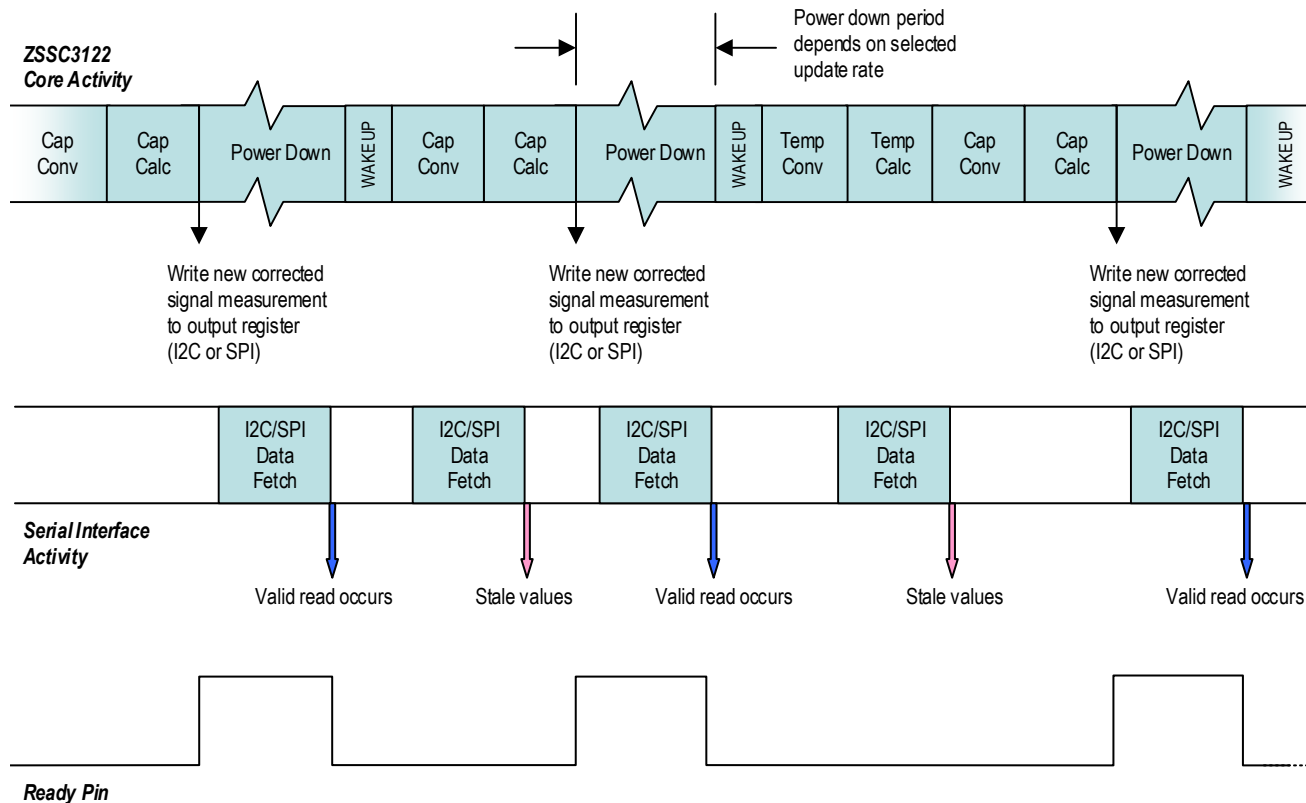 Power down period
depends on selected
update rate
ZSSC3122
Core Activity
Cap
Conv
Cap
Calc
Power Down
WAKE UP
Cap
Conv
Cap
Calc
Power Down
WAKE UP
Temp
Conv
Temp
Calc
Cap
Conv
Cap
Calc
Power Down
WAKE UP
Write new corrected
signal measurement
to output register
(I2C or SPI)
Write new corrected
signal measurement
to output register
(I2C or SPI)
Write new corrected
signal measurement
to output register
(I2C or SPI)
I2C/SPI
Data
Fetch
I2C/SPI
Data
Fetch
I2C/SPI
Data
Fetch
I2C/SPI
Data
Fetch
I2C/SPI
Data
Fetch
Serial Interface
Activity
Valid read occurs
Stale values
Valid read occurs
Stale values
Valid read occurs
Ready Pin